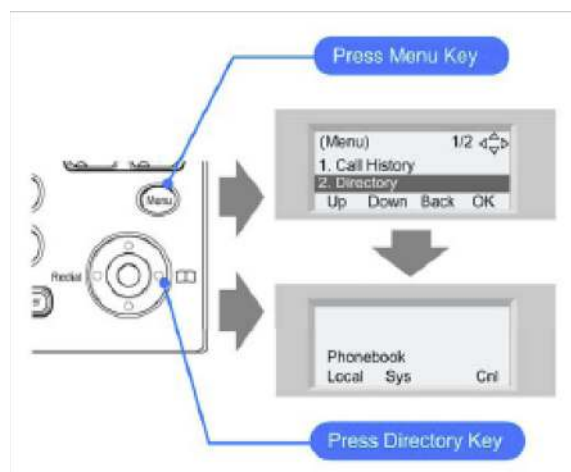 Press Menu Key
(Menu) 1/2
1. Call History
2. Directory
Up Down Back OK
Menu
Redial
Phonebook
Local Sys Cnl
Press Directory Key